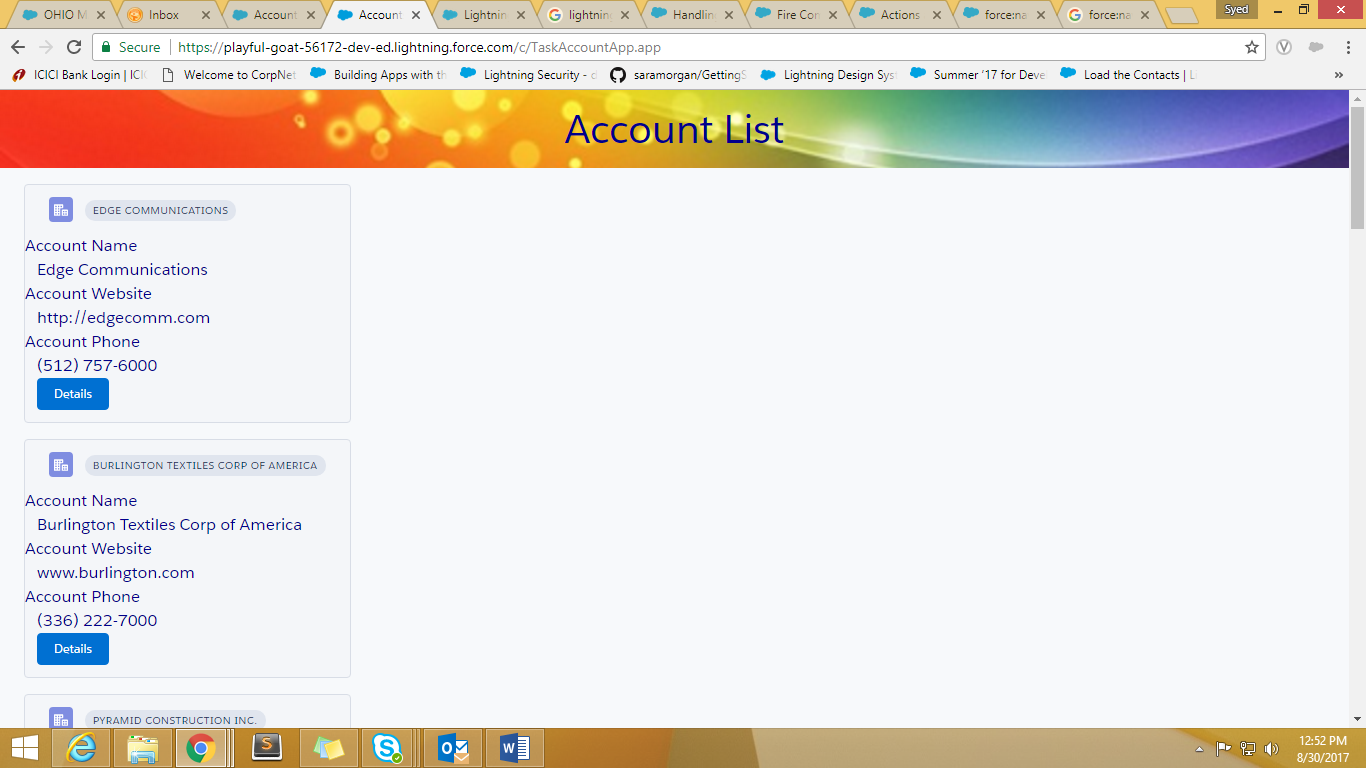 OHIO M
Inbox
Account
Account
Lightnin
lightnin
Handlin
Fire Con
Actions
force:na
force:na
Syed
Secure
https://playful-goat-56172-dev-ed.lightning.force.com/c/TaskAccountApp.app
ICICI Bank Login | ICIC
Welcome to CorpNet
Building Apps with th
Lightning Security - d
saramorgan/GettingS
Lightning Design Sys
Summer '17 for Deve
Load the Contacts | L
Account List
EDGE COMMUNICATIONS
Account Name
Edge Communications
Account Website
http://edgecomm.com
Account Phone
(512) 757-6000
Details
BURLINGTON TEXTILES CORP OF AMERICA
Account Name
Burlington Textiles Corp of America
Account Website
www.burlington.com
Account Phone
(336) 222-7000
Details
PYRAMID CONSTRUCTION INC.
12:52 PM
8/30/2017